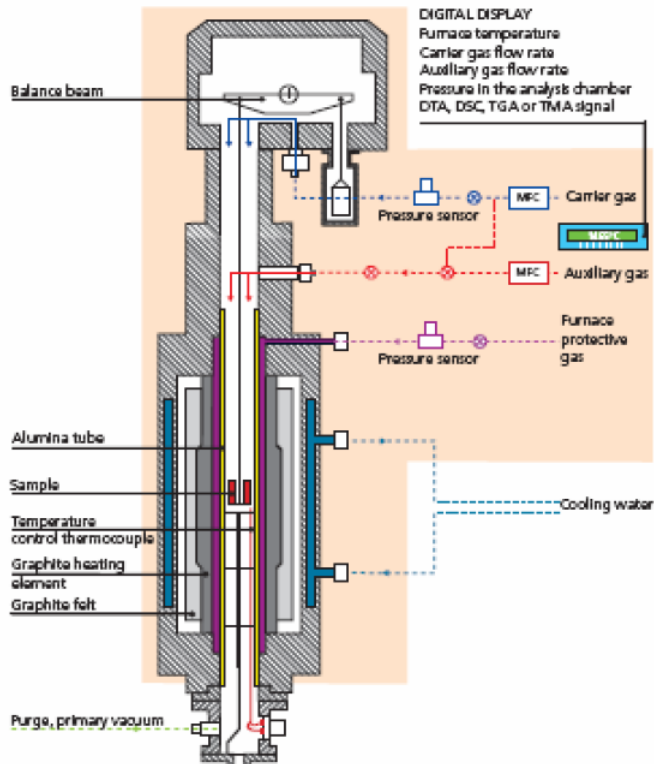 DIGITAL DISPLAY
Furnace temperature
Carrier gas flow rate
Auxiliary gas flow rate
Pressure in the analysis chamber
DTA, DSC, TGA or TMA signal
Balance beam
Pressure sensor
MFC
Carrier gas
MFC
Auxiliary gas
Pressure sensor
Furnace
protective
gas
Alumina tube
Sample
Cooling water
Temperature
control thermocouple
Graphite heating
element
Graphite felt
Purge, primary vacuum